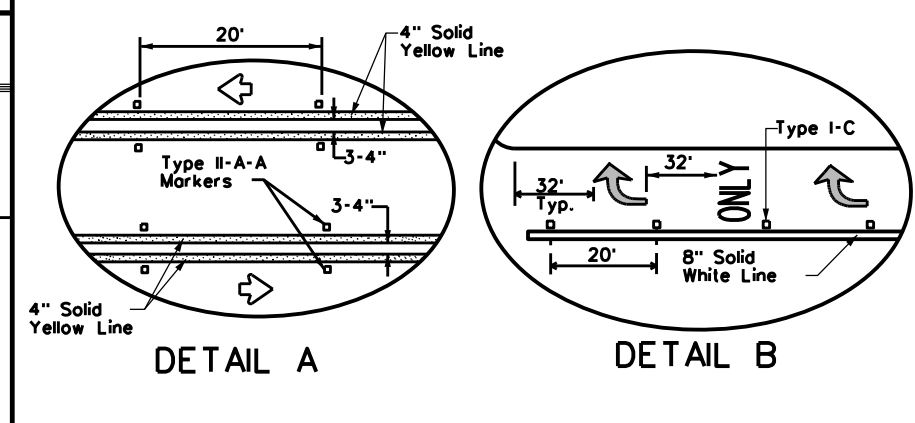 20'
4" Solid
Yellow Line
3-4"
Type II-A-A
Markers
3-4"
4" Solid
Yellow Line
DETAIL A
Type I-C
32'
32'
Typ.
ONLY
20'
8" Solid
White Line
DETAIL B